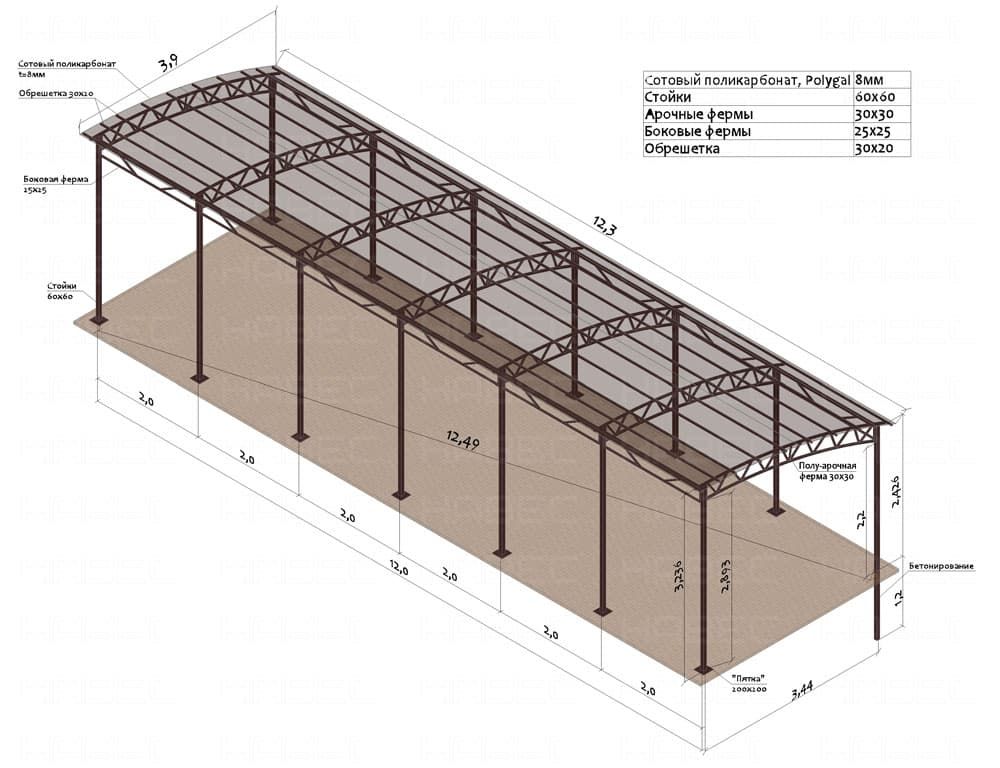 3,9
Сотовый поликарбонат
t=8мм
Обрешетка 30x20
Сотовый поликарбонат, Polygal 8мм
Стойки 60x60
Арочные фермы 30x30
Боковые фермы 25x25
Обрешетка 30x20
Боковая ферма
25x25
12,3
Стойки
60x60
2,0
12,49
2,0
Полу-арочная
ферма 30x30
2,426
2,2
2,0
12,0
2,0
3,236
2,893
Бетонирование
1,2
2,0
2,0
"Пятка"
200x200
3,44